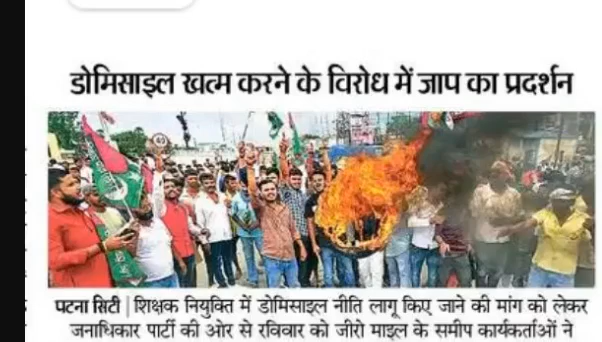 डोमिसाइल खत्म करने के विरोध में जाप का प्रदर्शन
पटना सिटी | शिक्षक नियुक्ति में डोमिसाइल नीति लागू किए जाने की मांग को लेकर
जनाधिकार पार्टी की ओर से रविवार को जीरो माइल के समीप कार्यकर्ताओं ने